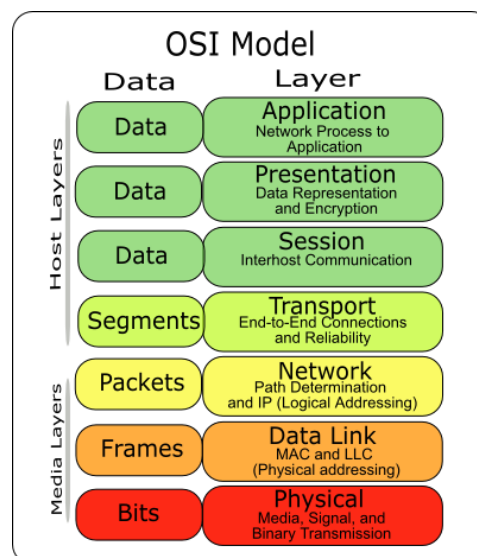 OSI Model
Data
Layer
Host Layers
Data
Application
Network Process to
Application
Data
Presentation
Data Representation
and Encryption
Data
Session
Interhost Communication
Segments
Transport
End-to-End Connections
and Reliability
Media Layers
Packets
Network
Path Determination
and IP (Logical Addressing)
Frames
Data Link
MAC and LLC
(Physical addressing)
Bits
Physical
Media, Signal, and
Binary Transmission